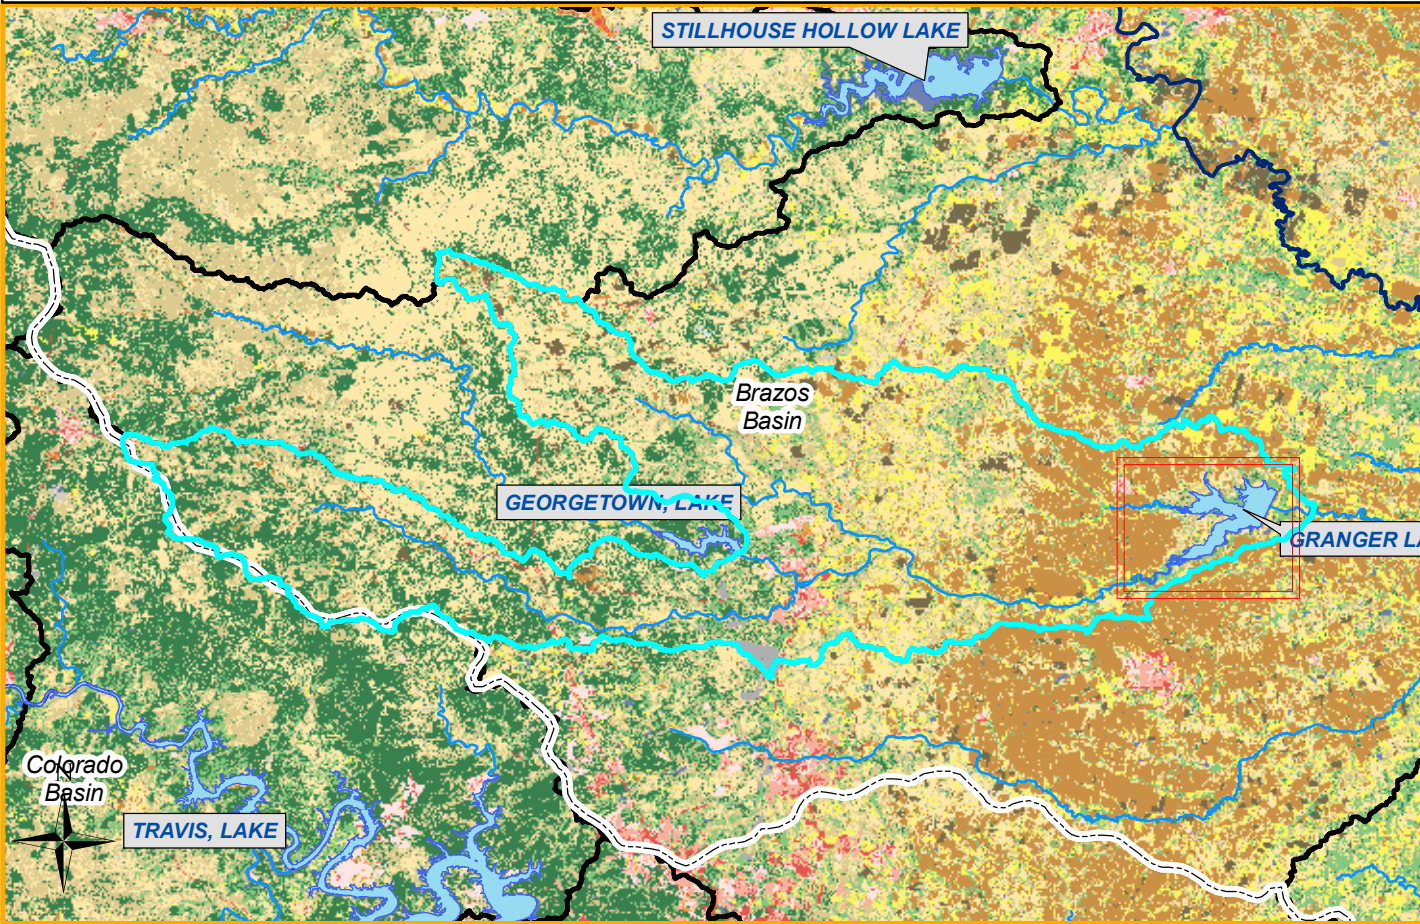 STILLHOUSE HOLLOW LAKE
Brazos
Basin
GEORGETOWN, LAKE
GRANGER LA
Colorado
Basin
N
TRAVIS, LAKE